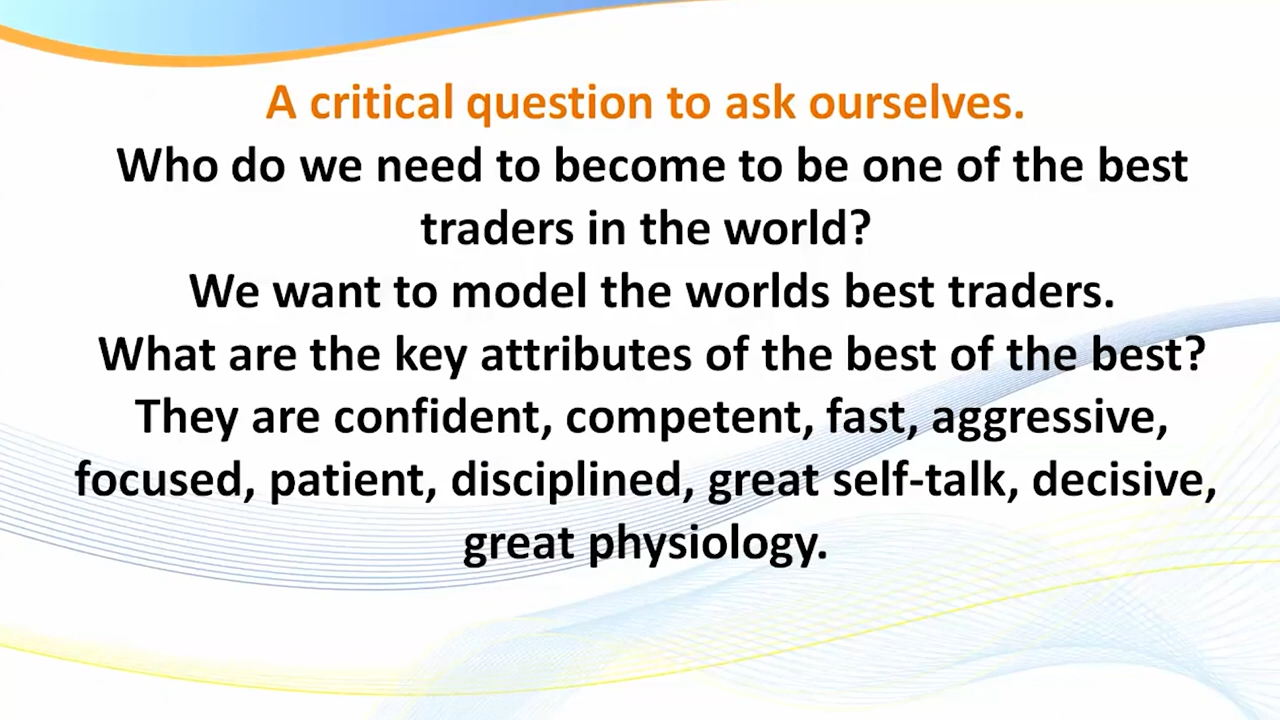 A critical question to ask ourselves.
Who do we need to become to be one of the best
traders in the world?
We want to model the worlds best traders.
What are the key attributes of the best of the best?
They are confident, competent, fast, aggressive,
focused, patient, disciplined, great self-talk, decisive,
great physiology.